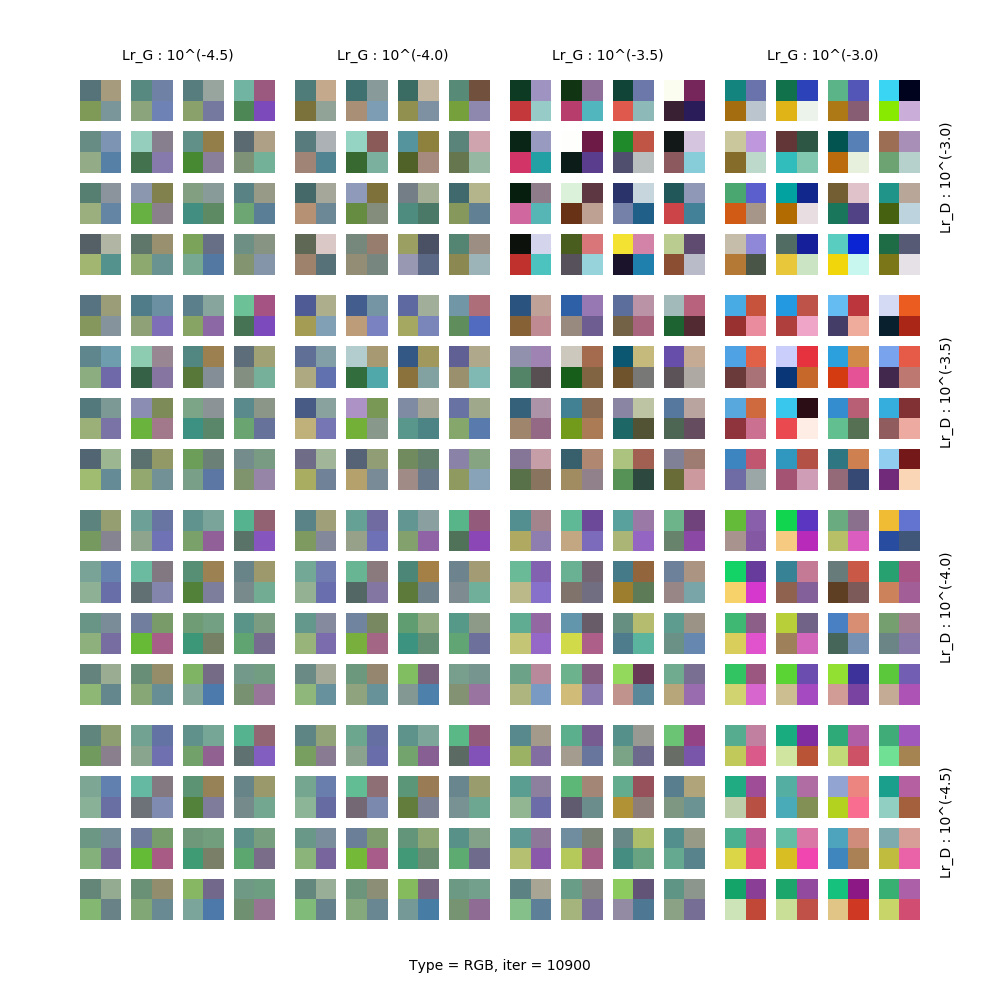 Lr_G : 10^(-4.5)
Lr_G : 10^(-4.0)
Lr_G : 10^(-3.5)
Lr_G : 10^(-3.0)
Lr_D : 10^(-3.0)
Lr_D : 10^(-3.5)
Lr_D : 10^(-4.0)
Lr_D : 10^(-4.5)
Type = RGB, iter = 10900